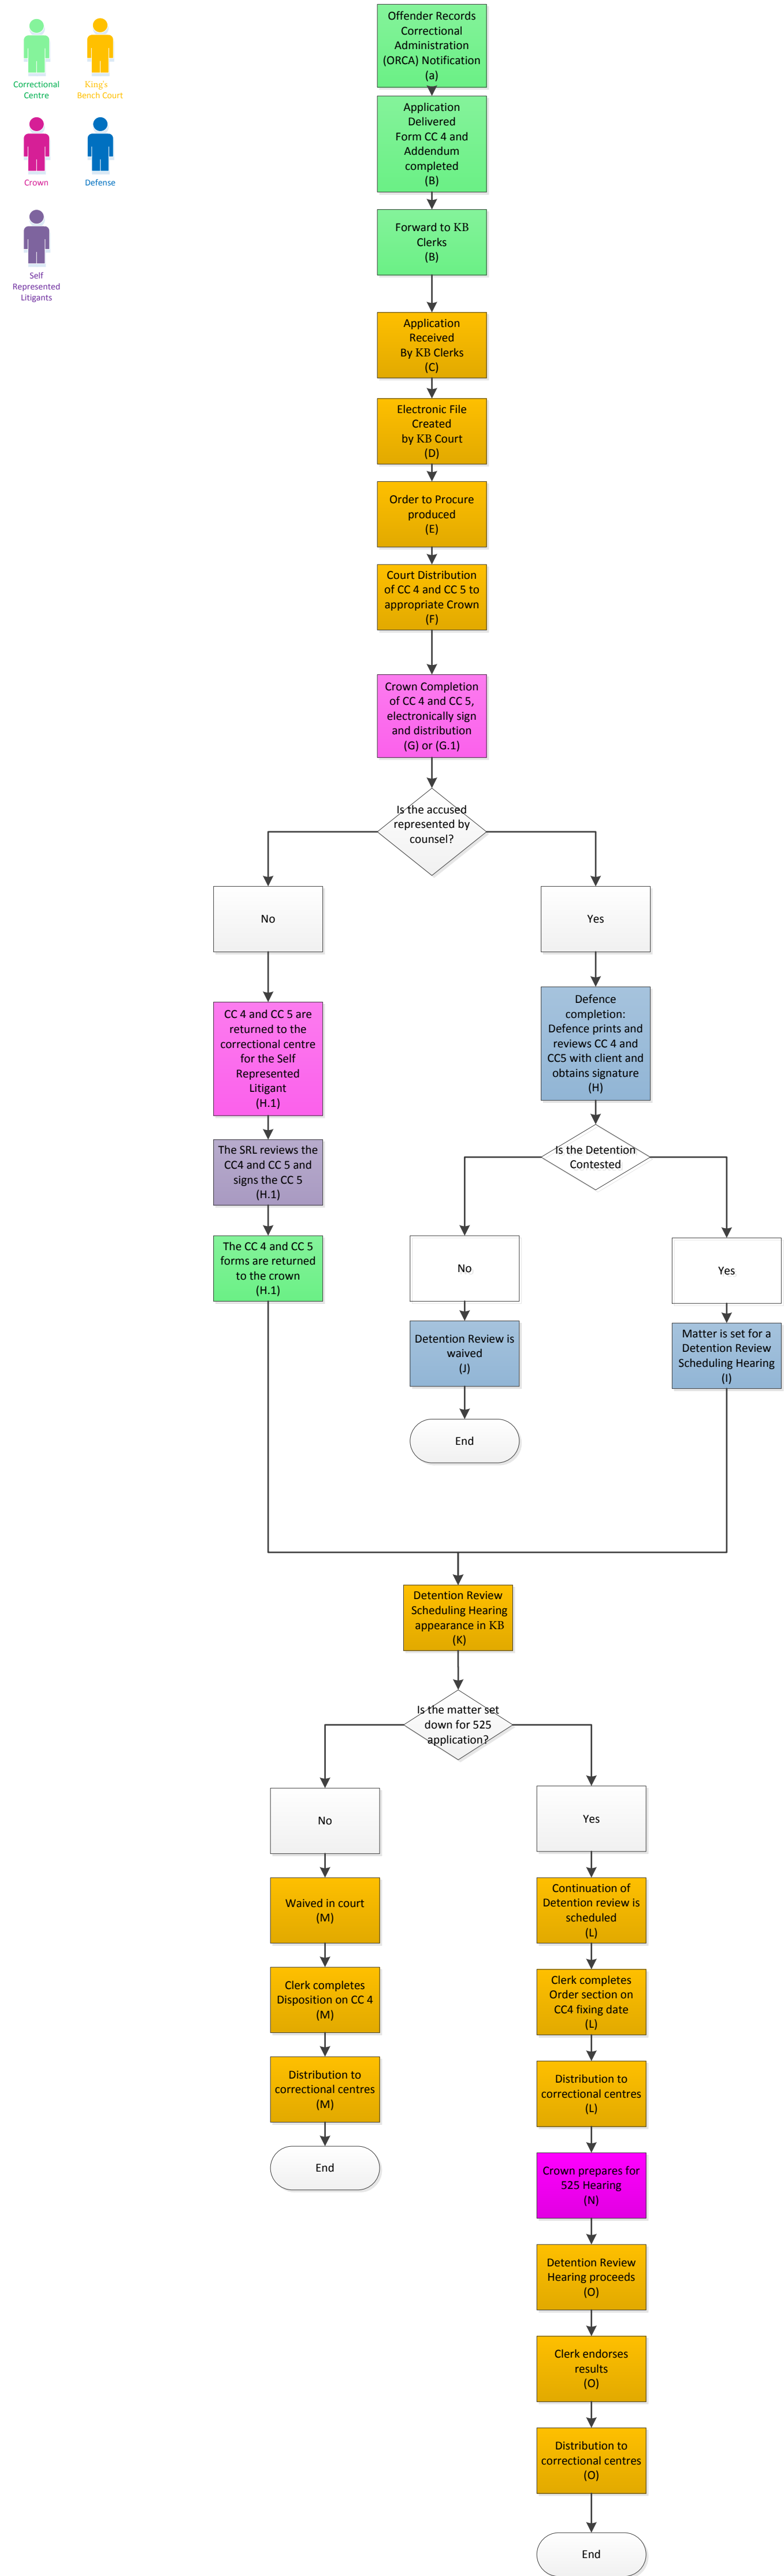 Correctional
Centre
King's
Bench Court
Crown
Defense
Self
Represented
Litigants
Offender Records
Correctional
Administration
(ORCA) Notification
(a)
Application
Delivered
Form CC 4 and
Addendum
completed
(B)
Forward to KB
Clerks
(B)
Application
Received
By KB Clerks
(C)
Electronic File
Created
by KB Court
(D)
Order to Procure
produced
(E)
Court Distribution
of CC 4 and CC 5 to
appropriate Crown
(F)
Crown Completion
of CC 4 and CC 5,
electronically sign
and distribution
(G) or (G.1)
Is the accused
represented by
counsel?
No
Yes
CC 4 and CC 5 are
returned to the
correctional centre
for the Self
Represented
Litigant
(H.1)
The SRL reviews the
CC4 and CC 5 and
signs the CC 5
(H.1)
The CC 4 and CC 5
forms are returned
to the crown
(H.1)
Defence
completion:
Defence prints and
reviews CC 4 and
CC5 with client and
obtains signature
(H)
Is the Detention
Contested
No
Yes
Detention Review is
waived
(J)
End
Matter is set for a
Detention Review
Scheduling Hearing
(I)
Detention Review
Scheduling Hearing
appearance in KB
(K)
Is the matter set
down for 525
application?
No
Yes
Waived in court
(M)
Clerk completes
Disposition on CC 4
(M)
Distribution to
correctional centres
(M)
End
Continuation of
Detention review is
scheduled
(L)
Clerk completes
Order section on
CC4 fixing date
(L)
Distribution to
correctional centres
(L)
Crown prepares for
525 Hearing
(N)
Detention Review
Hearing proceeds
(O)
Clerk endorses
results
(O)
Distribution to
correctional centres
(O)
End